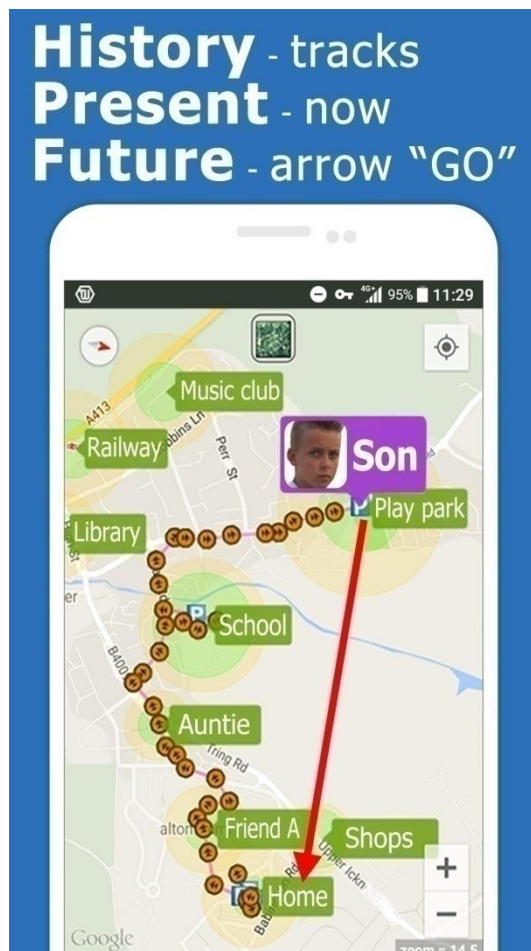 History - tracks
Present - now
Future - arrow “GO”
4G+ 95% 11:29
Music club
A413
Railway
Perr St
Son
Play park
Library
School
B400
Auntie
Tring Rd
Friend A
Shops
Upper Ickn
Home
Google
zoom = 14.5